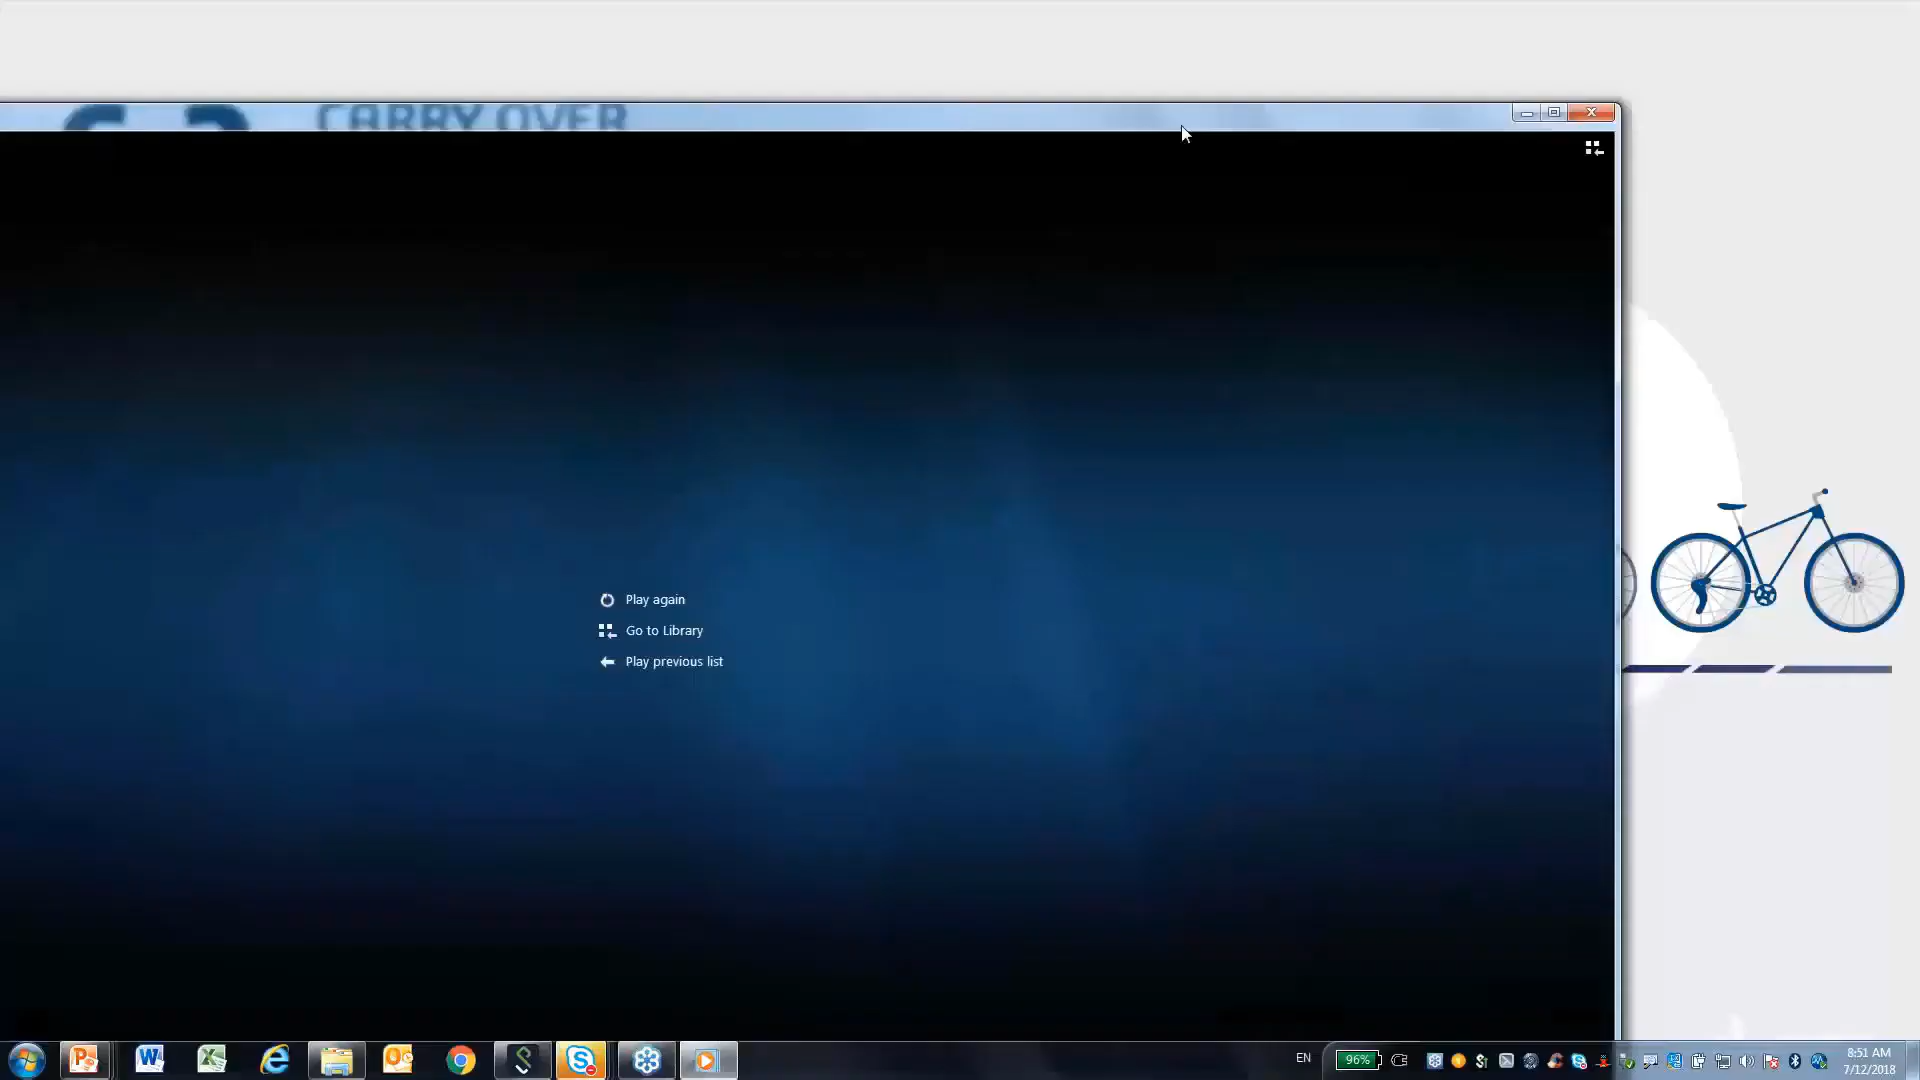 CARRY OVER
Play again
Go to Library
Play previous list
EN
96%
8:51 AM
7/12/2018